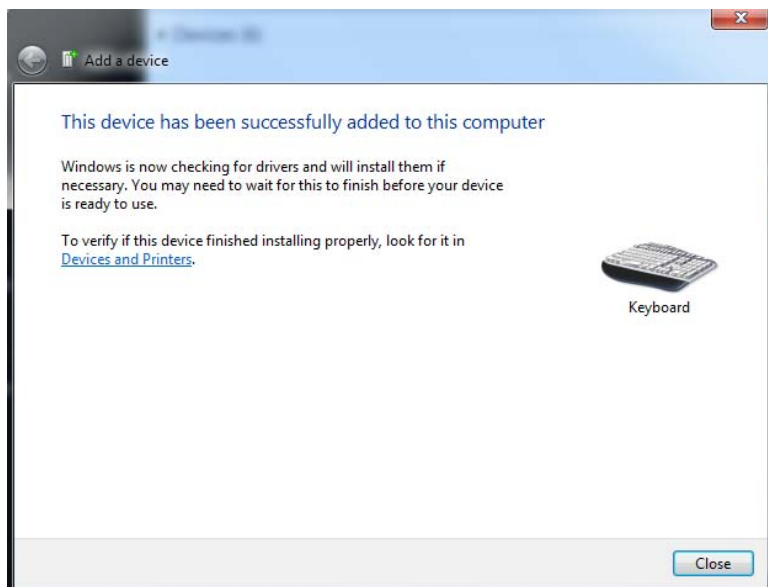 Add a device
This device has been successfully added to this computer
Windows is now checking for drivers and will install them if
necessary. You may need to wait for this to finish before your device
is ready to use.
To verify if this device finished installing properly, look for it in
Devices and Printers.
Keyboard
Close